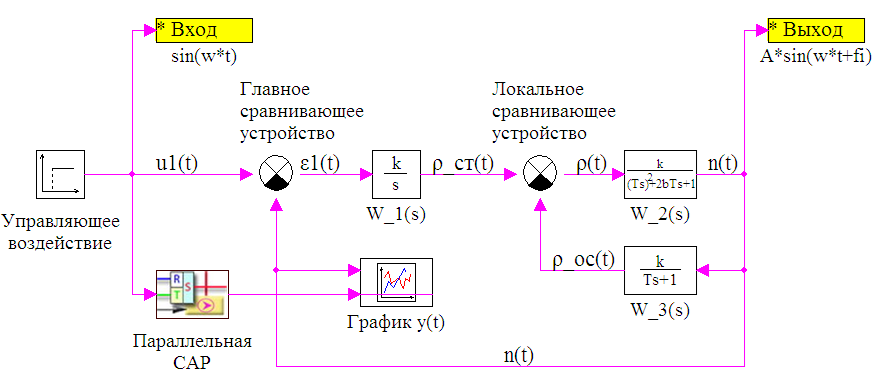 * Вход
* Выход
sin(w*t)
A*sin(w*t+fi)
Главное
сравнивающее
устройство
Локальное
сравнивающее
устройство
u1(t)
ε1(t)
k
s
W_1(s)
ρ_ст(t)
ρ(t)
k
(Ts)²+2bTs+1
W_2(s)
n(t)
Управляющее
воздействие
ρ_ос(t)
k
Ts+1
W_3(s)
R
T
S
Параллельная
САР
График y(t)
n(t)